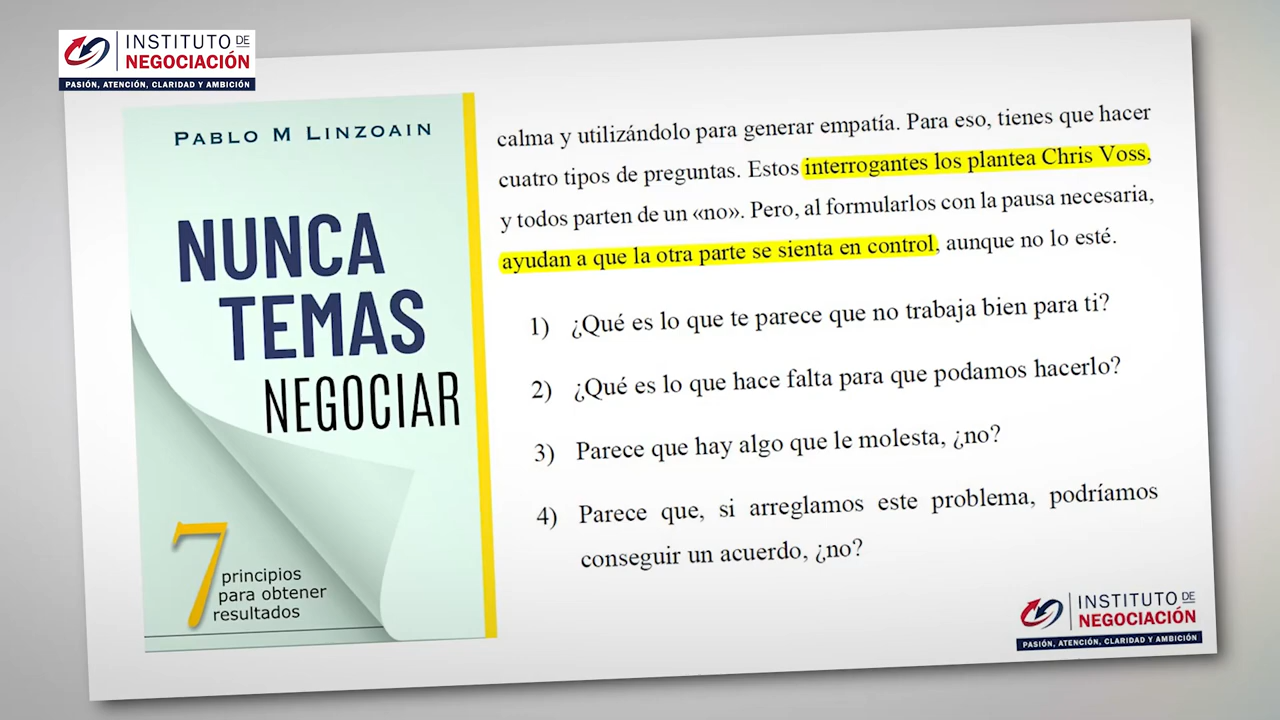 INSTITUTO DE
NEGOCIACIÓN
PASIÓN, ATENCIÓN, CLARIDAD Y AMBICIÓN
PABLO M LINZOAIN
NUNCA
TEMAS
NEGOCIAR
7
principios
para obtener
resultados
calma y utilizándolo para generar empatía. Para eso, tienes que hacer
cuatro tipos de preguntas. Estos interrogantes los plantea Chris Voss,
y todos parten de un «no». Pero, al formularlos con la pausa necesaria,
ayudan a que la otra parte se sienta en control, aunque no lo esté.
1) ¿Qué es lo que te parece que no trabaja bien para ti?
2) ¿Qué es lo que hace falta para que podamos hacerlo?
3) Parece que hay algo que le molesta, ¿no?
4) Parece que, si arreglamos este problema, podríamos
conseguir un acuerdo, ¿no?
INSTITUTO DE
NEGOCIACIÓN
PASIÓN, ATENCIÓN, CLARIDAD Y AMBICIÓN